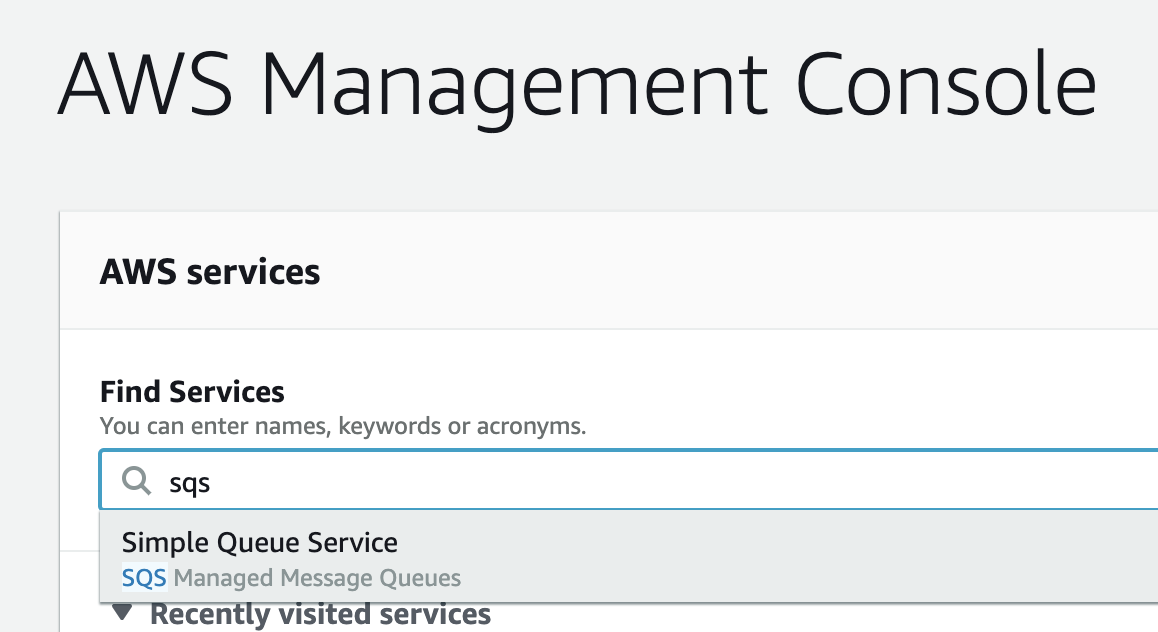 AWS Management Console
AWS services
Find Services
You can enter names, keywords or acronyms.
sqs
Simple Queue Service
SQS Managed Message Queues
Recently visited services